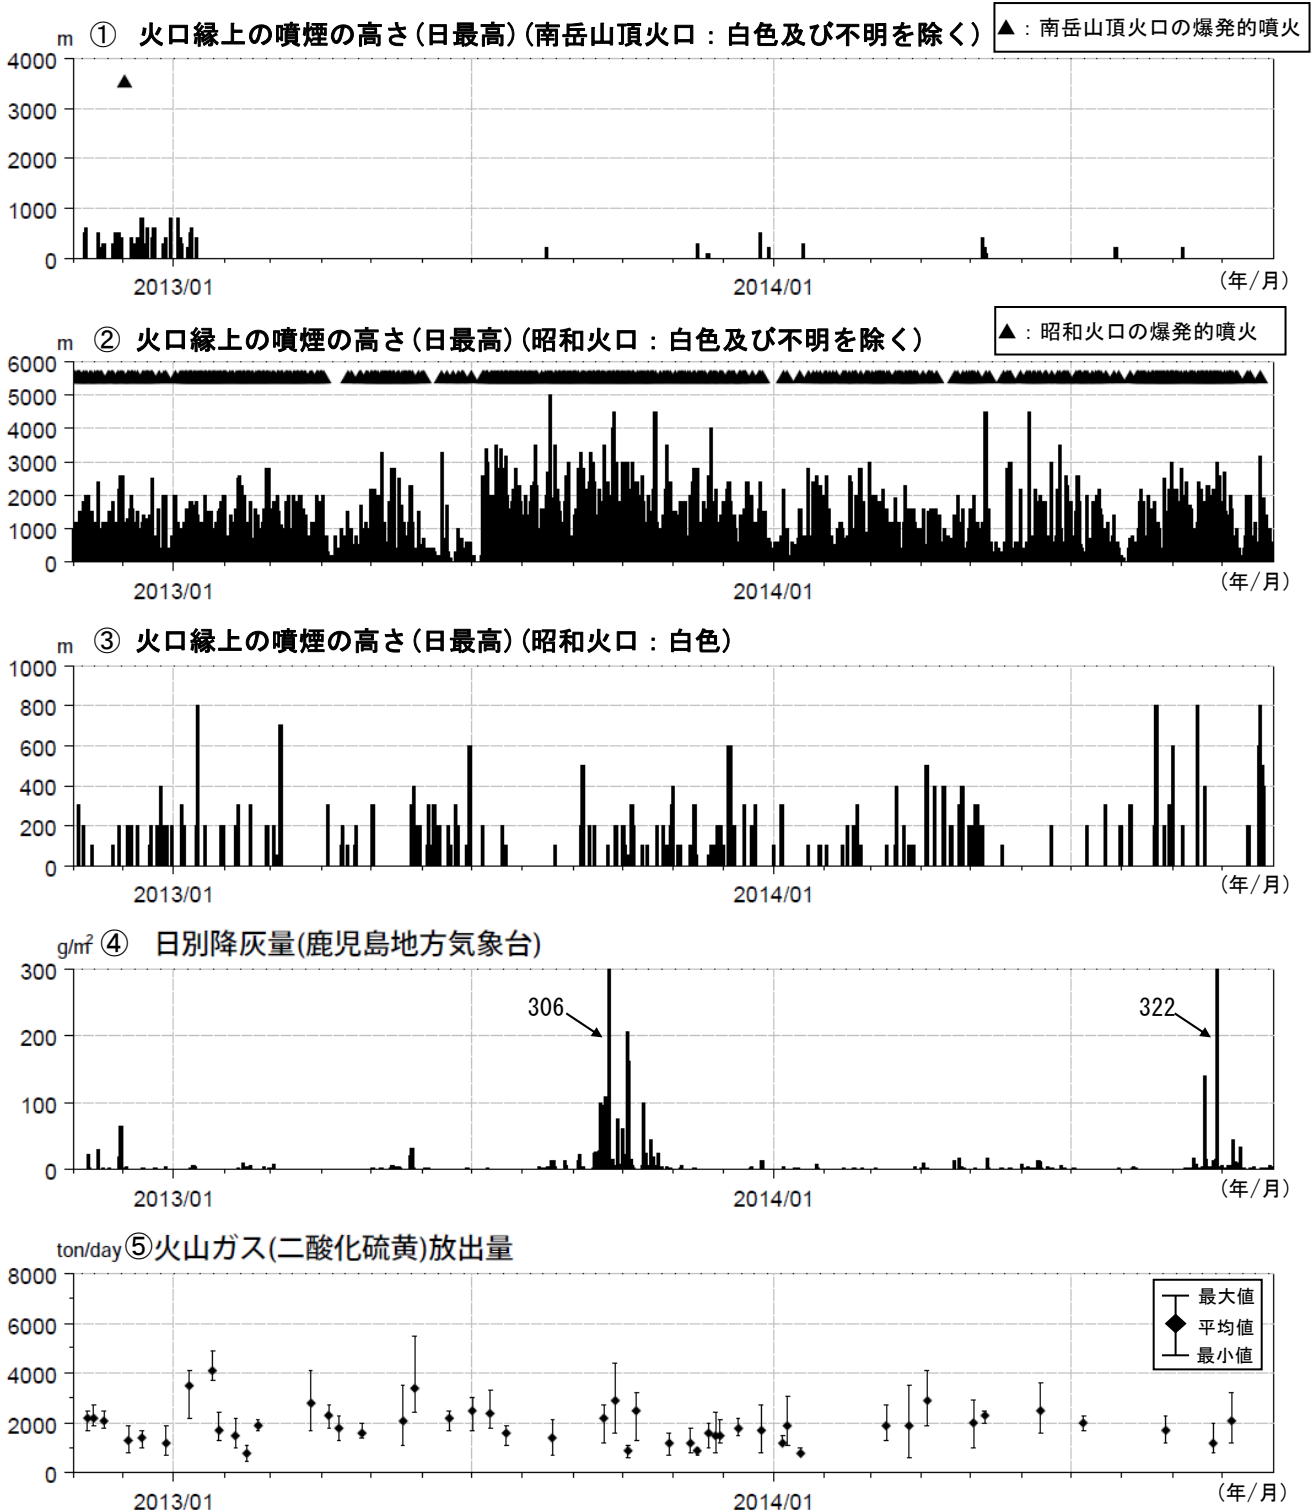 m ① 火口縁上の噴煙の高さ(日最高)(南岳山頂火口：白色及び不明を除く)
▲：南岳山頂火口の爆発的噴火
4000
3000
2000
1000
0
2013/01 2014/01 (年/月)
m ② 火口縁上の噴煙の高さ(日最高)(昭和火口：白色及び不明を除く)
▲：昭和火口の爆発的噴火
6000
5000
4000
3000
2000
1000
0
2013/01 2014/01 (年/月)
m ③ 火口縁上の噴煙の高さ(日最高)(昭和火口：白色)
1000
800
600
400
200
0
2013/01 2014/01 (年/月)
g/㎡ ④ 日別降灰量(鹿児島地方気象台)
300
306 322
200
100
0
2013/01 2014/01 (年/月)
ton/day ⑤火山ガス(二酸化硫黄)放出量
8000
最大値
平均値
最小値
6000
4000
2000
0
2013/01 2014/01 (年/月)